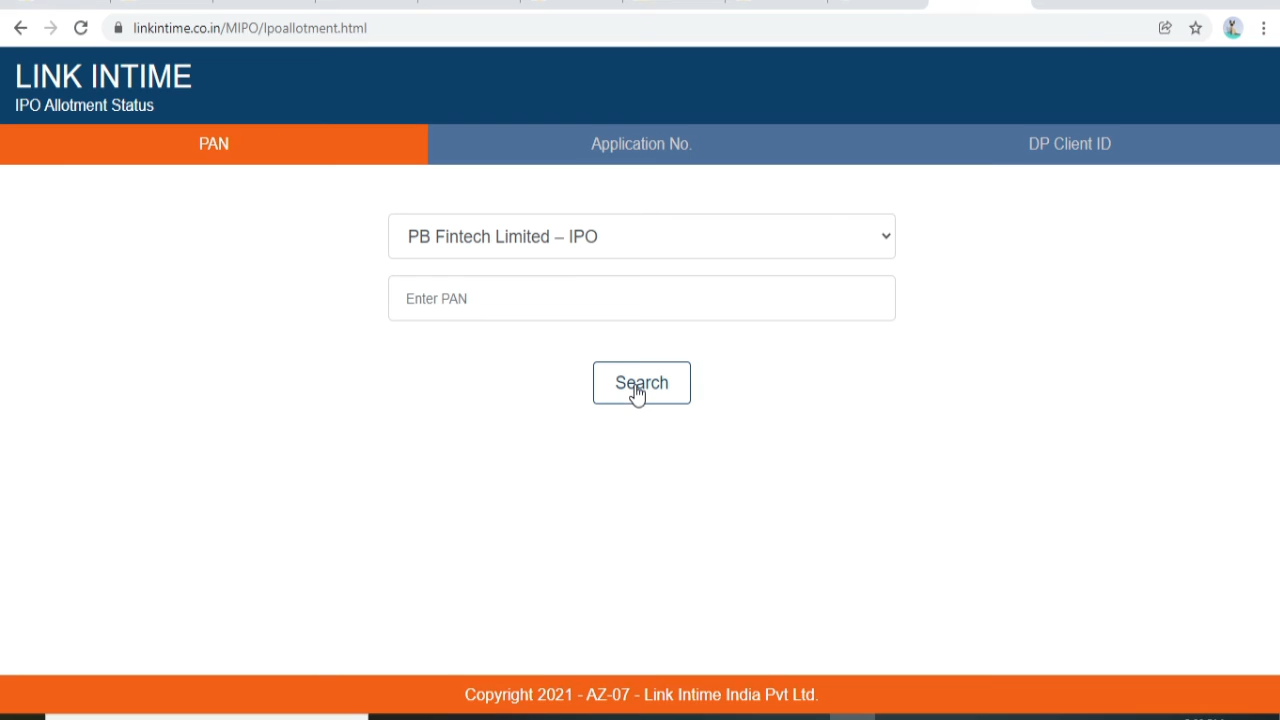 linkintime.co.in/MIPO/Ipoallotment.html
LINK INTIME
IPO Allotment Status
PAN
Application No.
DP Client ID
PB Fintech Limited – IPO
Enter PAN
Search
Copyright 2021 - AZ-07 - Link Intime India Pvt Ltd.